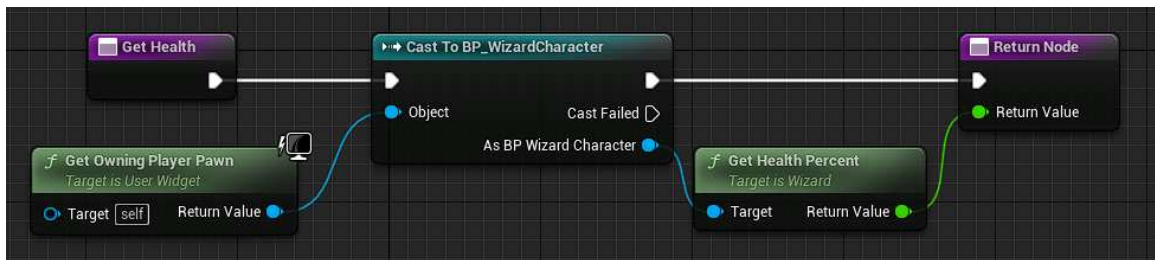 Get Health
Cast To BP_WizardCharacter
Return Node
Object
Cast Failed
Return Value
As BP Wizard Character
f Get Owning Player Pawn
Target is User Widget
Target self
Return Value
f Get Health Percent
Target is Wizard
Target
Return Value